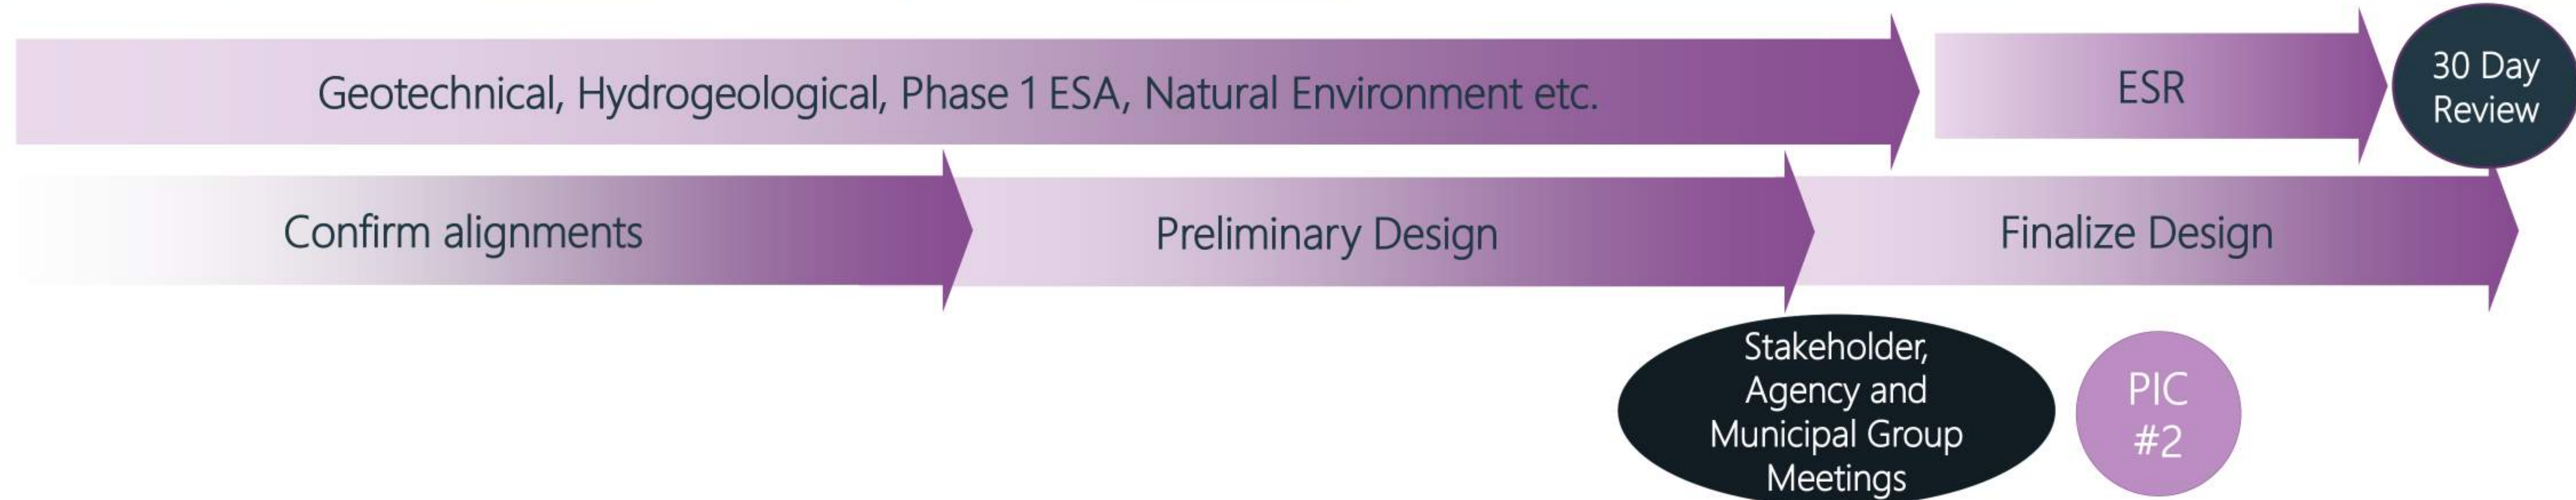 Geotechnical, Hydrogeological, Phase 1 ESA, Natural Environment etc.
ESR
30 Day
Review
Confirm alignments
Preliminary Design
Finalize Design
Stakeholder,
Agency and
Municipal Group
Meetings
PIC
#2